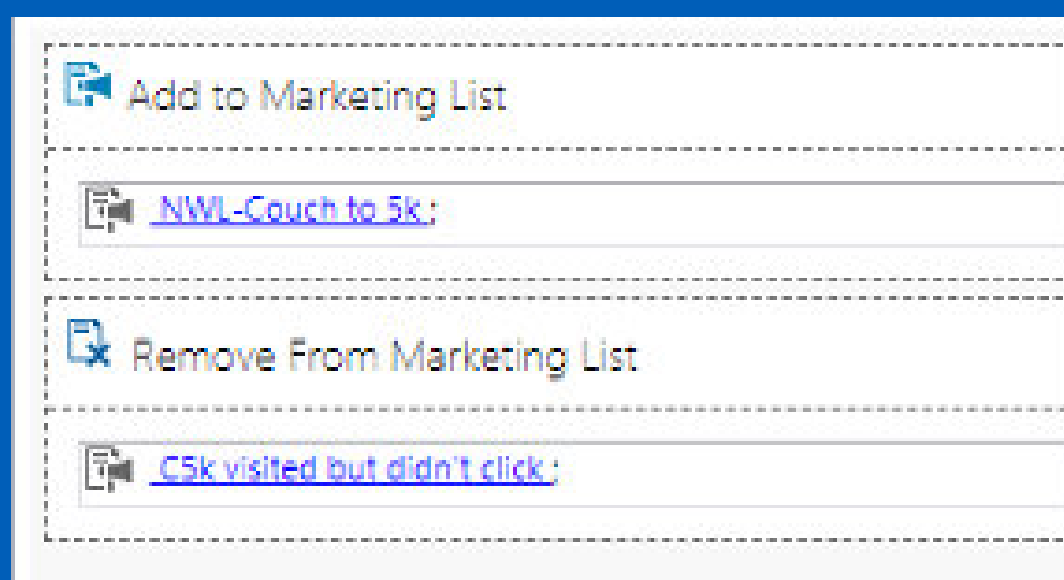 Add to Marketing List
NWL-Couch to 5k ;
Remove From Marketing List
C5k visited but didn't click ;